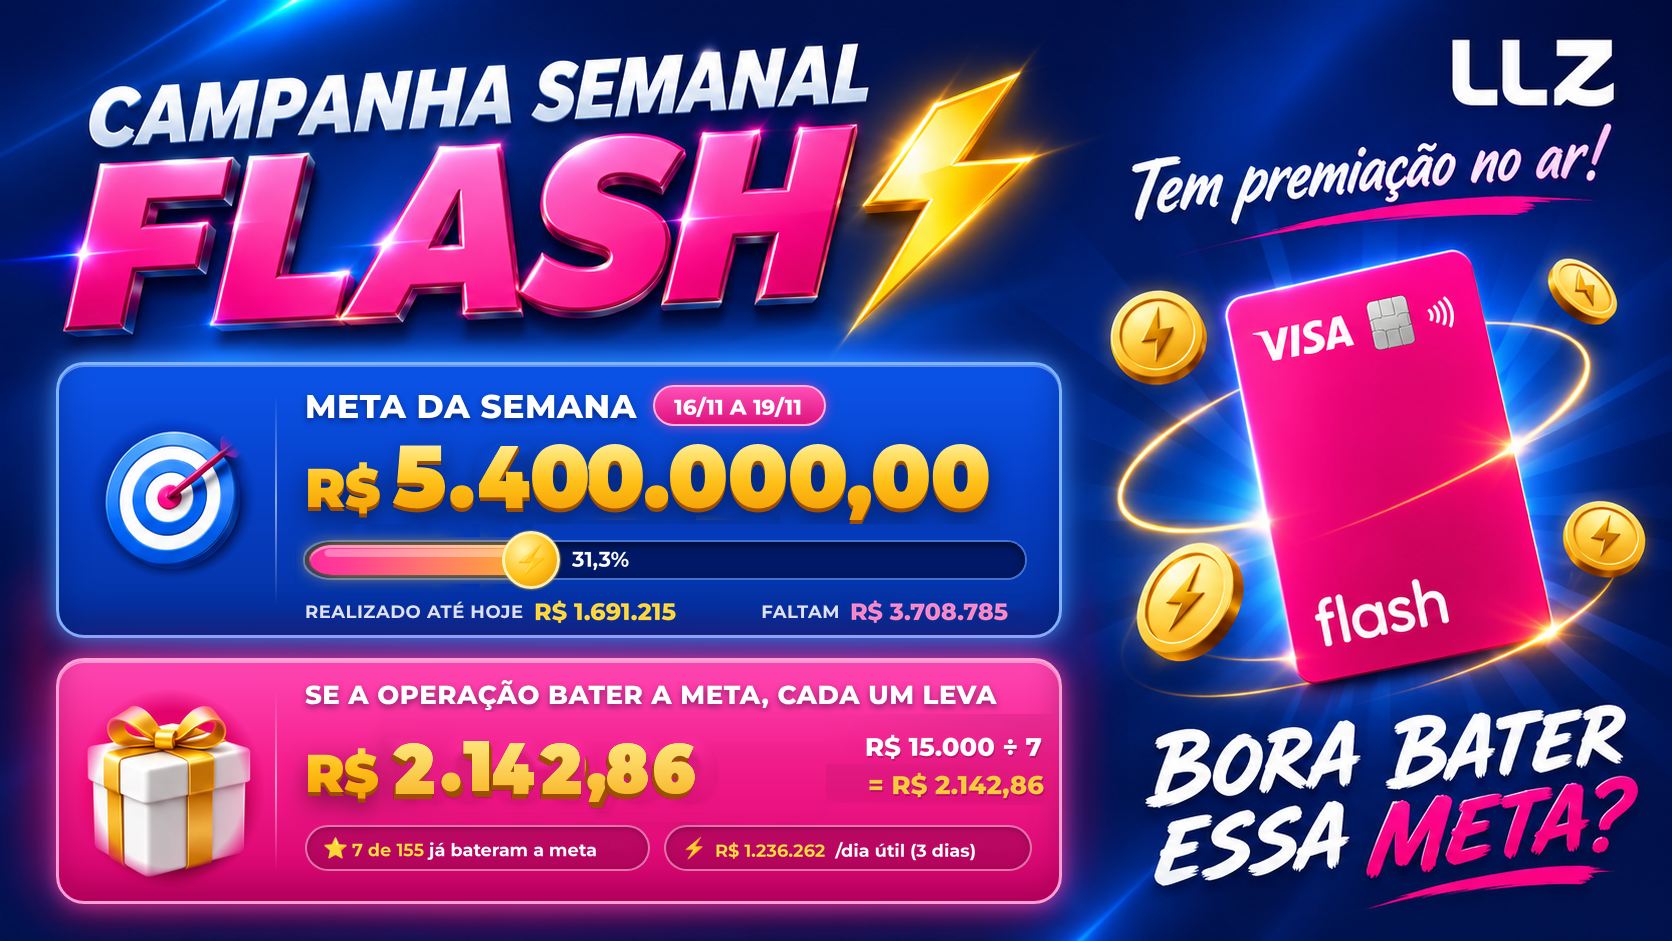 CAMPANHA SEMANAL
FLASH
LLZ
Tem premiação no ar!
META DA SEMANA 16/11 A 19/11
R$ 5.400.000,00
31,3%
REALIZADO ATÉ HOJE R$ 1.691.215 FALTAM R$ 3.708.785
SE A OPERAÇÃO BATER A META, CADA UM LEVA
R$ 2.142,86
R$ 15.000 ÷ 7
= R$ 2.142,86
7 de 155 já bateram a meta
R$ 1.236.262 /dia útil (3 dias)
VISA
flash
BORA BATER
ESSA META?